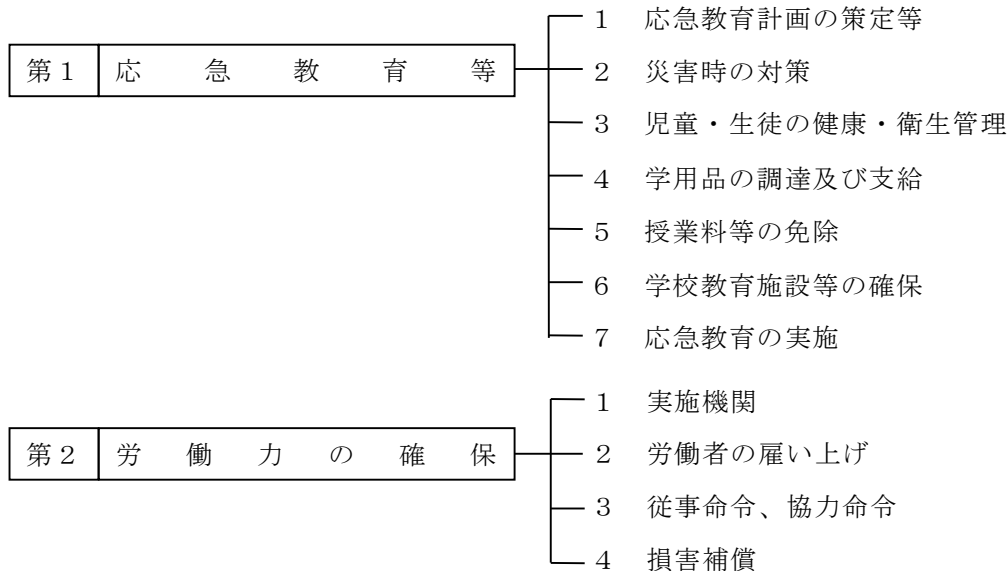 １　応急教育計画の策定等
第１　応急教育等
２　災害時の対策
３　児童・生徒の健康・衛生管理
４　学用品の調達及び支給
５　授業料等の免除
６　学校教育施設等の確保
７　応急教育の実施
１　実施機関
第２　労働力の確保
２　労働者の雇い上げ
３　従事命令、協力命令
４　損害補償